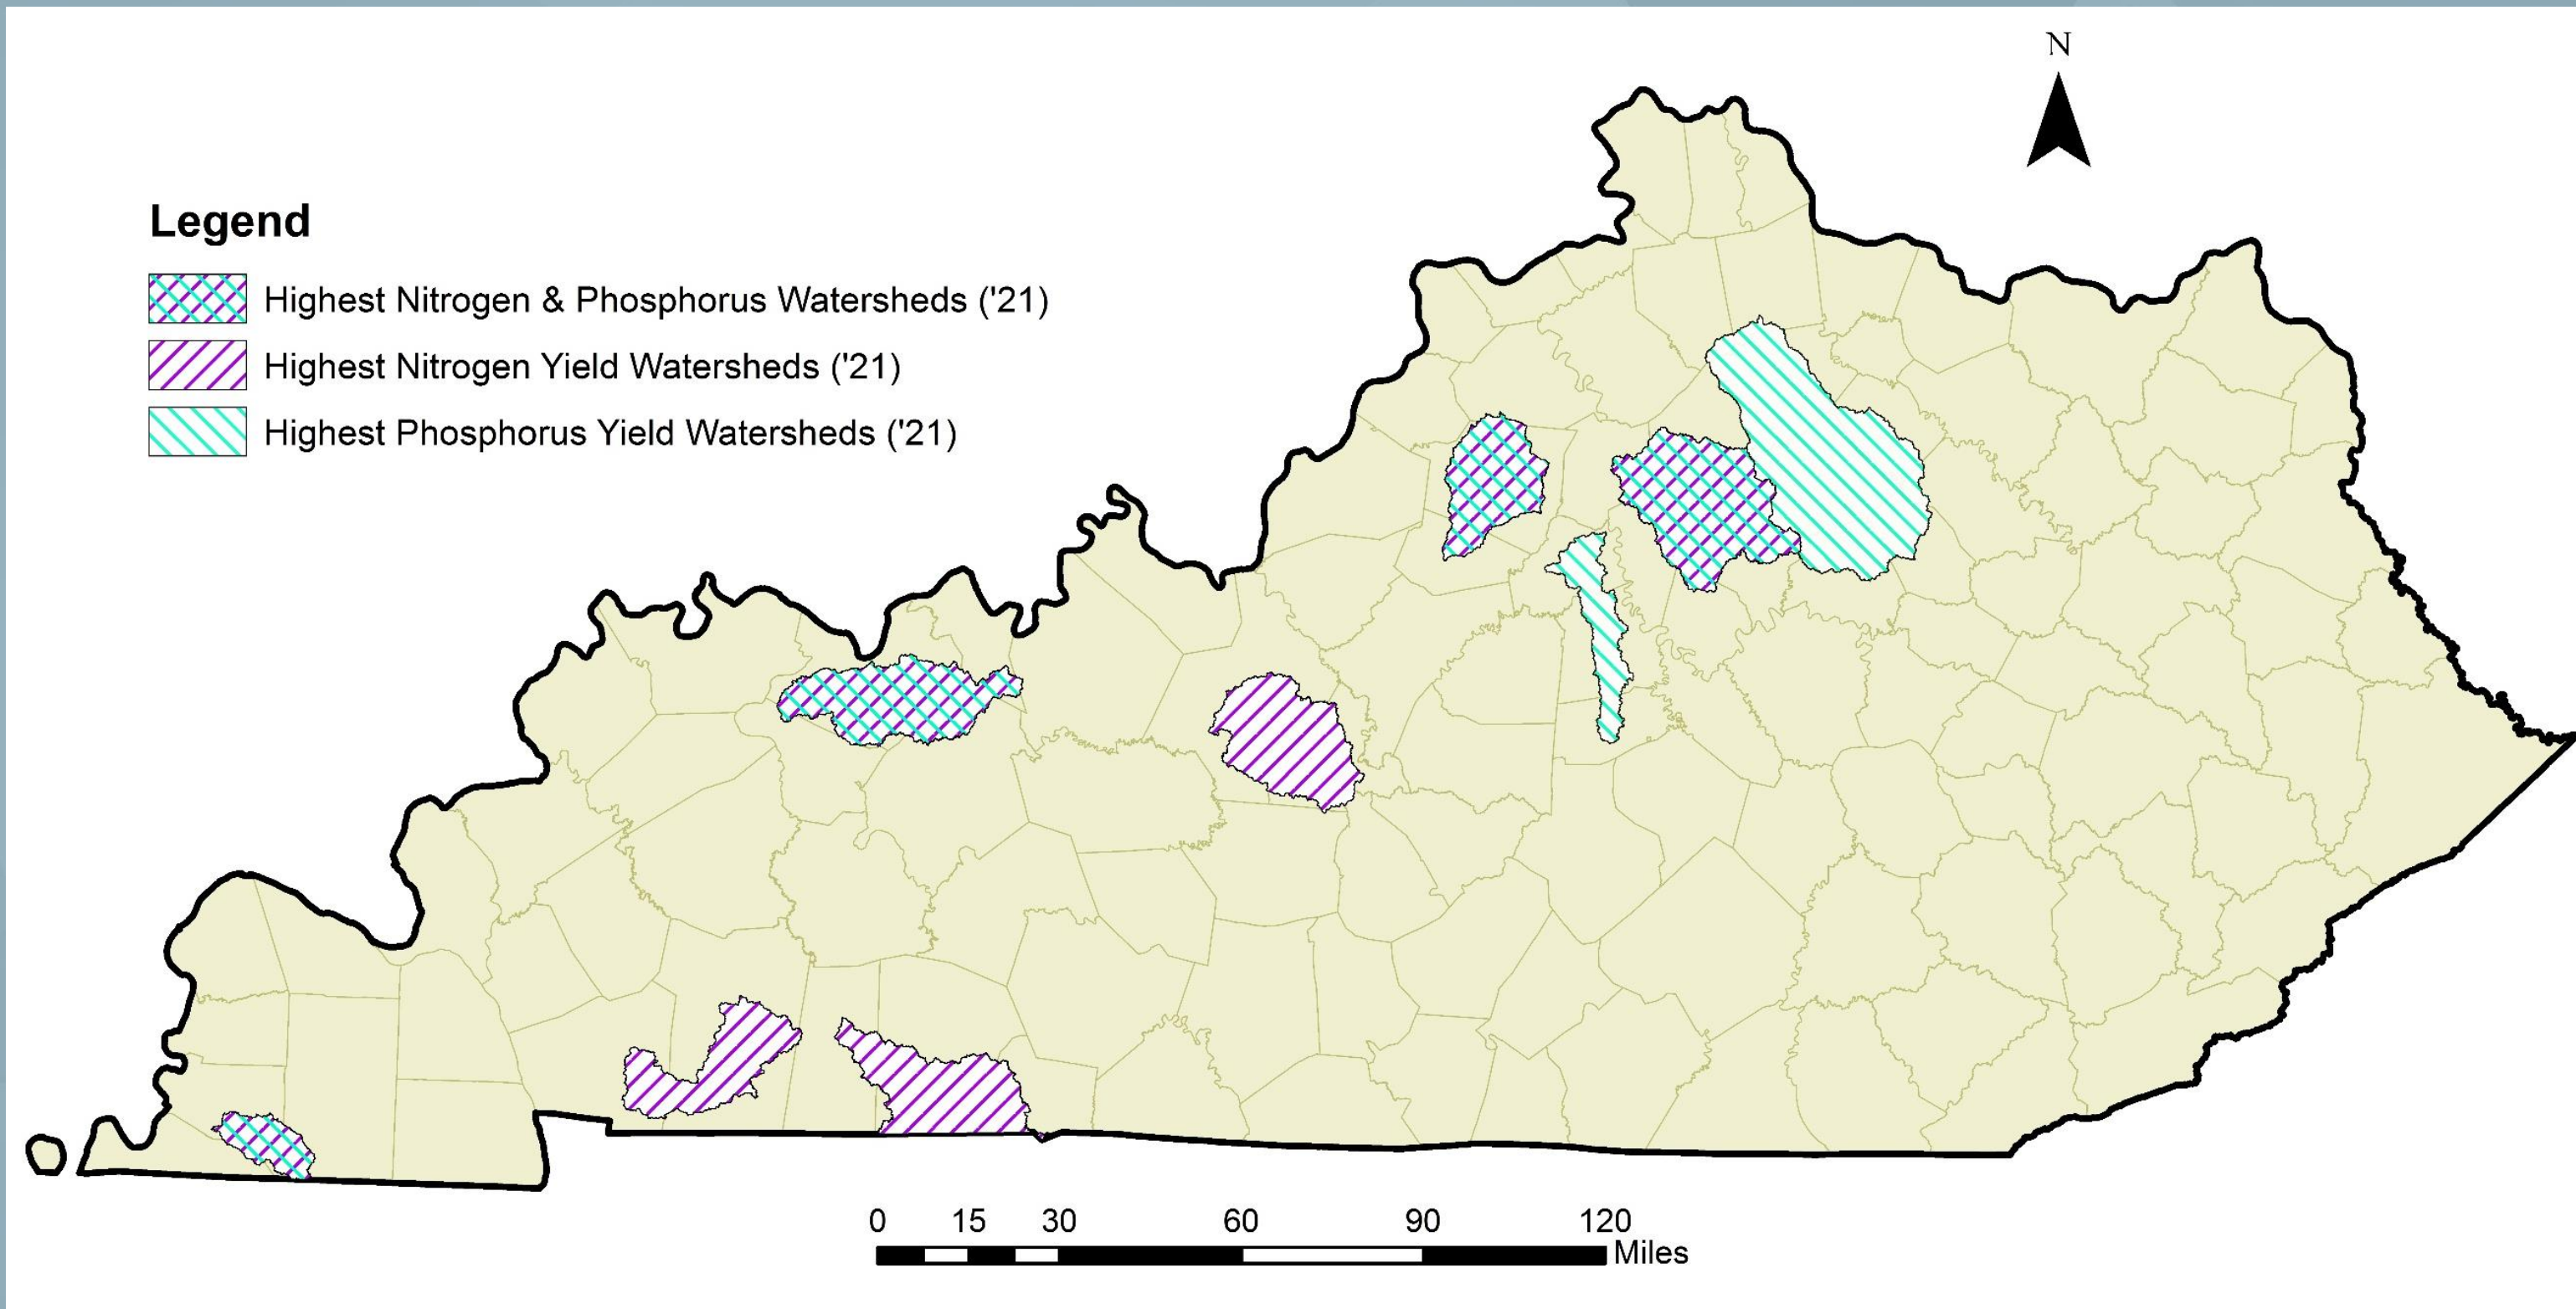 N
Legend
Highest Nitrogen & Phosphorus Watersheds ('21)
Highest Nitrogen Yield Watersheds ('21)
Highest Phosphorus Yield Watersheds ('21)
0 15 30 60 90 120
Miles